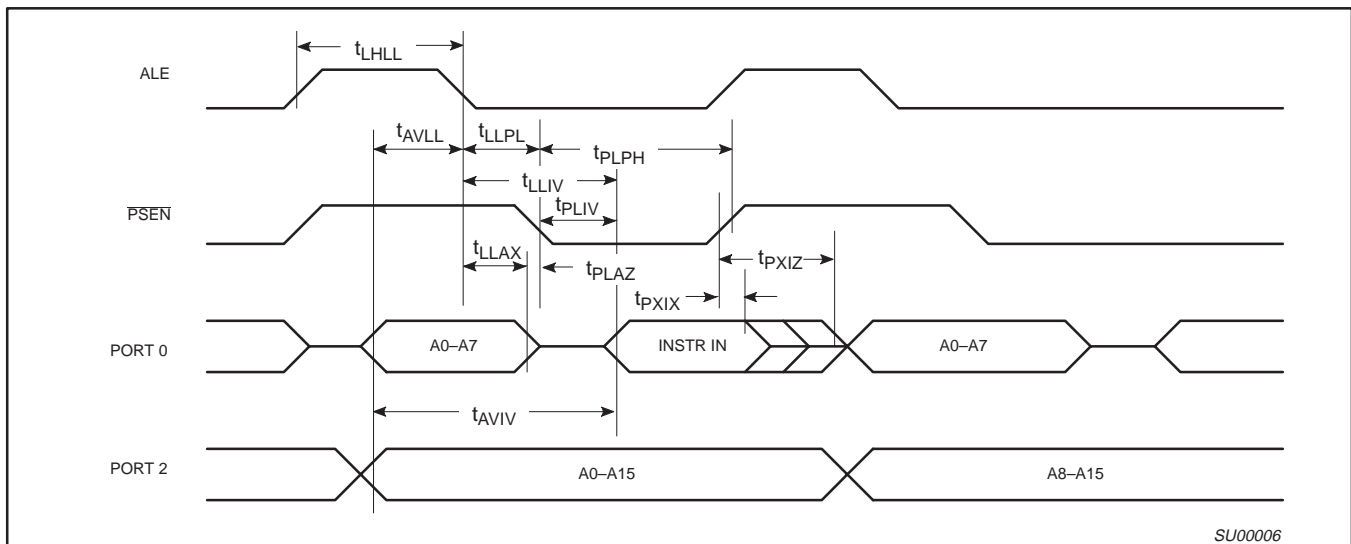 tLHLL
ALE
tAVLL
tLLPL
tPLPH
tLLIV
PSEN
tPLIV
tLLAX
tPLAZ
tPXIZ
tPXIX
PORT 0
A0–A7
INSTR IN
A0–A7
tAVIV
PORT 2
A0–A15
A8–A15
SU00006